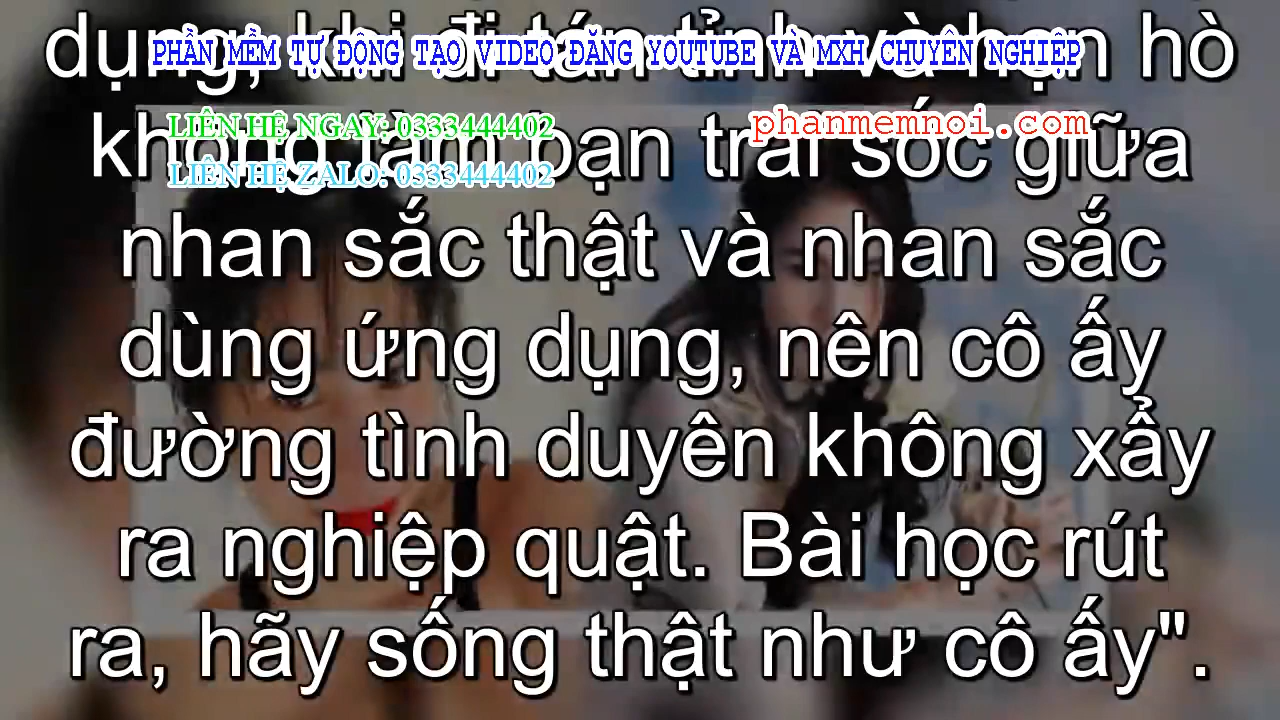 dụng, khi đi tán tỉnh và hẹn hò
PHẦN MỀM TỰ ĐỘNG TẠO VIDEO ĐĂNG YOUTUBE VÀ MXH CHUYÊN NGHIỆP
LIÊN HỆ NGAY: 0333444402
phanmemnoi.com
không làm bạn trai sốc giữa
LIÊN HỆ ZALO: 0333444402
nhan sắc thật và nhan sắc
dùng ứng dụng, nên cô ấy
đường tình duyên không xẩy
ra nghiệp quật. Bài học rút
ra, hãy sống thật như cô ấy".